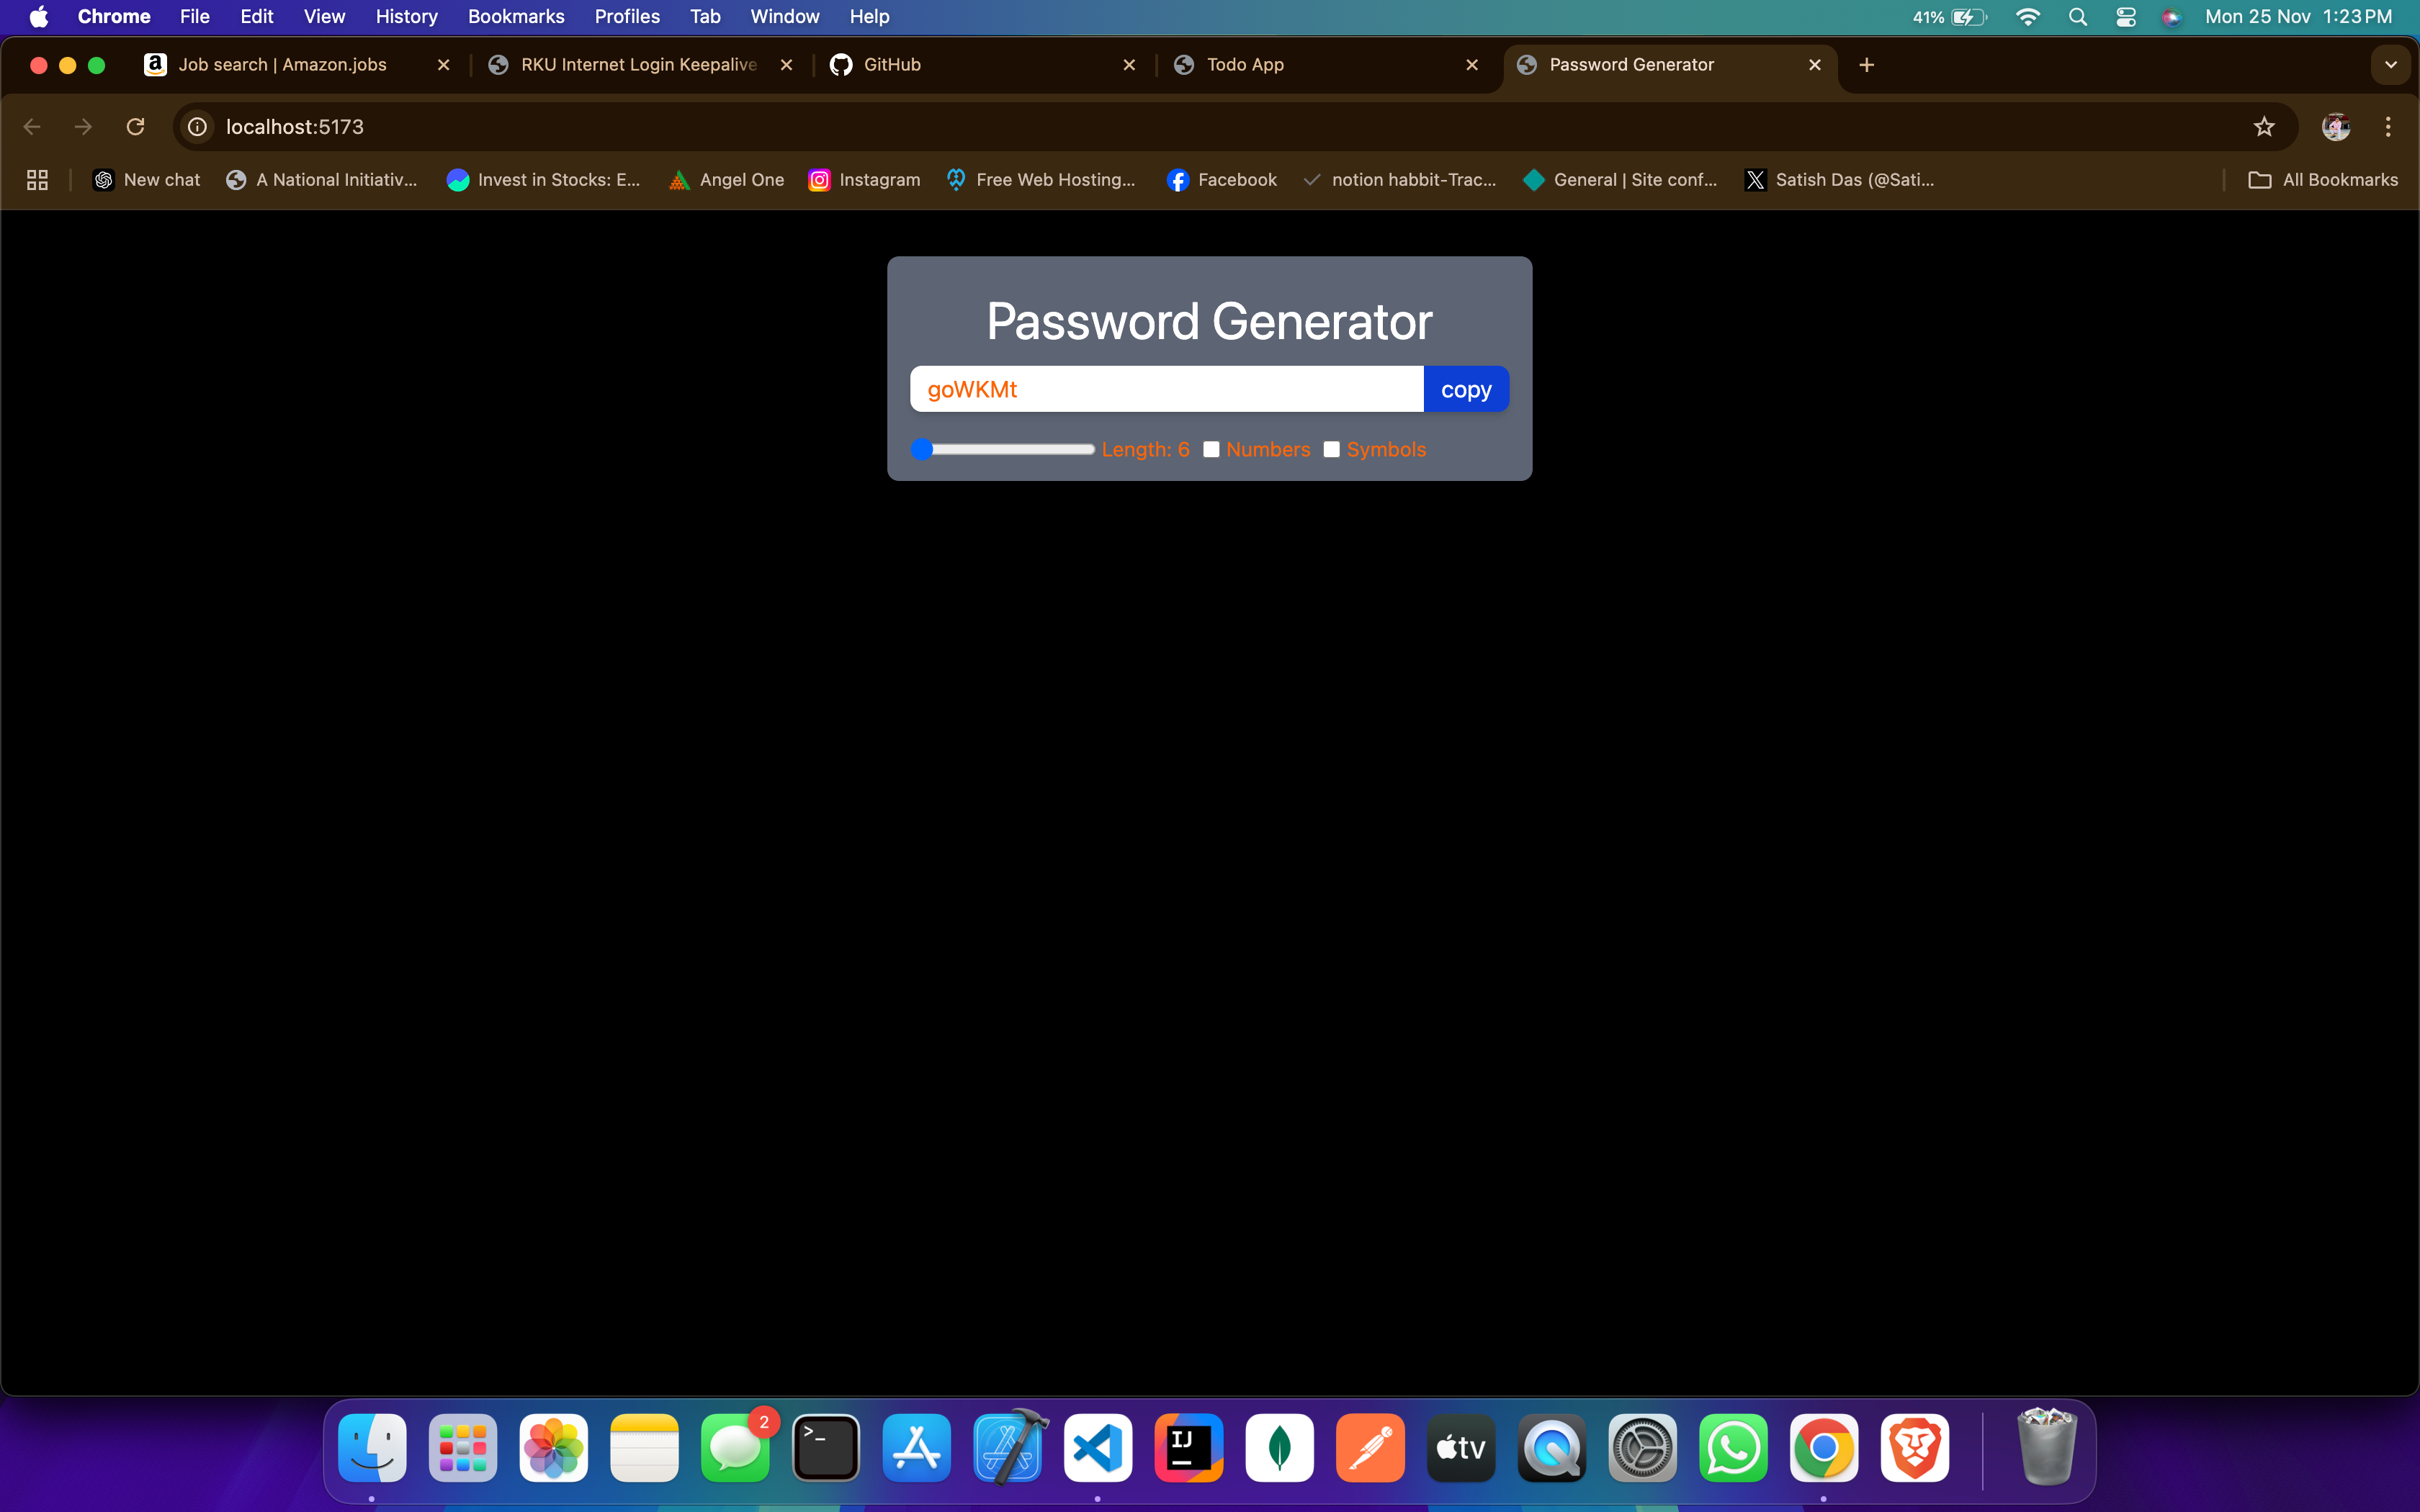 Chrome File Edit View History Bookmarks Profiles Tab Window Help 41% Mon 25 Nov 1:23 PM
Job search | Amazon.jobs RKU Internet Login Keepalive GitHub Todo App Password Generator
localhost:5173
New chat A National Initiativ... Invest in Stocks: E... Angel One Instagram Free Web Hosting... Facebook notion habbit-Trac... General | Site conf... Satish Das (@Sati... All Bookmarks
Password Generator
goWKMt copy
Length: 6 Numbers Symbols
2
>_ IJ tv